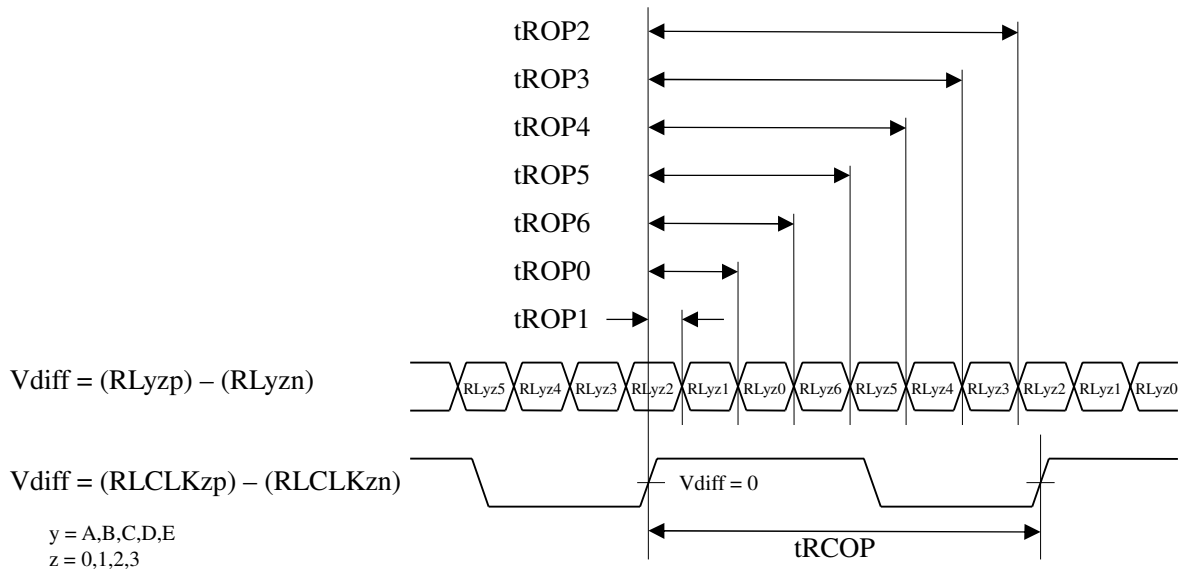 tROP2
tROP3
tROP4
tROP5
tROP6
tROP0
tROP1
Vdiff = (RLyzp) – (RLyzn)
RLyz5 RLyz4 RLyz3 RLyz2 RLyz1 RLyz0 RLyz6 RLyz5 RLyz4 RLyz3 RLyz2 RLyz1 RLyz0
Vdiff = (RLCLKzp) – (RLCLKzn)
Vdiff = 0
y = A,B,C,D,E
z = 0,1,2,3
tRCOP